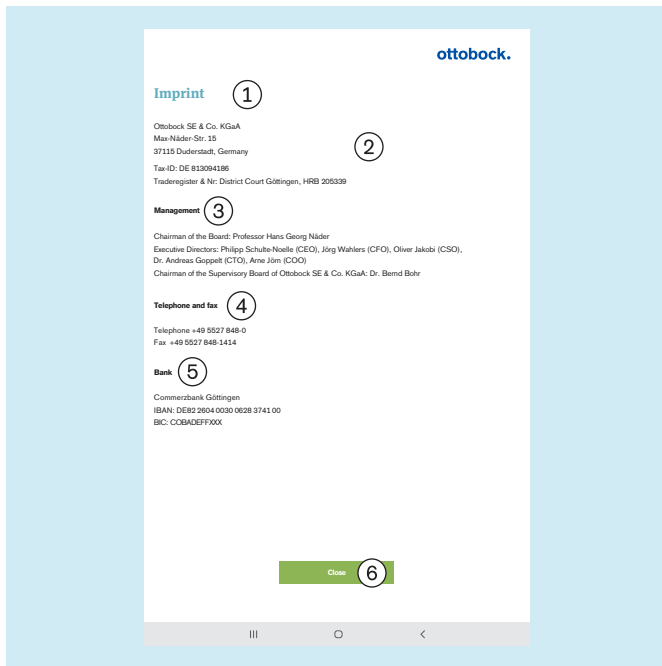 ottobock.
Imprint 1
Ottobock SE & Co. KGaA
Max-Näder-Str. 15
37115 Duderstadt, Germany
2
Tax-ID: DE 813094186
Traderegister & Nr: District Court Göttingen, HRB 205339
Management 3
Chairman of the Board: Professor Hans Georg Näder
Executive Directors: Philipp Schulte-Noelle (CEO), Jörg Wahlers (CFO), Oliver Jakobi (CSO),
Dr. Andreas Goppelt (CTO), Arne Jörn (COO)
Chairman of the Supervisory Board of Ottobock SE & Co. KGaA: Dr. Bernd Bohr
Telephone and fax 4
Telephone +49 5527 848-0
Fax +49 5527 848-1414
Bank 5
Commerzbank Göttingen
IBAN: DE82 2604 0030 0628 3741 00
BIC: COBADEFFXXX
Close 6